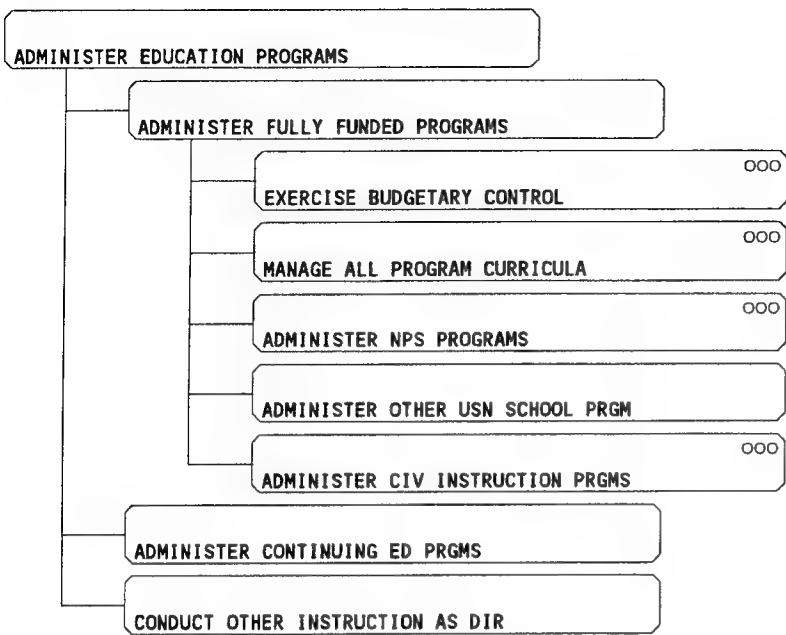 ADMINISTER EDUCATION PROGRAMS
ADMINISTER FULLY FUNDED PROGRAMS
OOO
EXERCISE BUDGETARY CONTROL
OOO
MANAGE ALL PROGRAM CURRICULA
OOO
ADMINISTER NPS PROGRAMS
ADMINISTER OTHER USN SCHOOL PRGM
OOO
ADMINISTER CIV INSTRUCTION PRGMS
ADMINISTER CONTINUING ED PRGMS
CONDUCT OTHER INSTRUCTION AS DIR